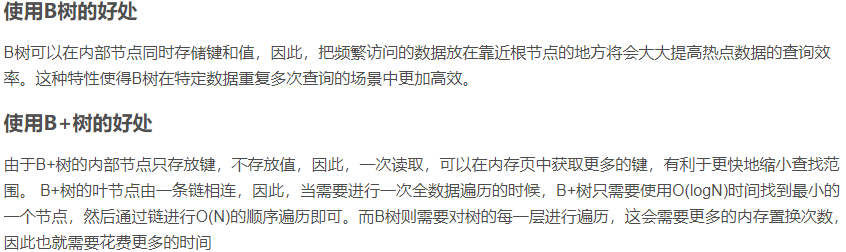 使用B树的好处
B树可以在内部节点同时存储键和值，因此，把频繁访问的数据放在靠近根节点的地方将会大大提高热点数据的查询效
率。这种特性使得B树在特定数据重复多次查询的场景中更加高效。
使用B+树的好处
由于B+树的内部节点只存放键，不存放值，因此，一次读取，可以在内存页中获取更多的键，有利于更快地缩小查找范
围。 B+树的叶节点由一条链相连，因此，当需要进行一次全数据遍历的时候，B+树只需要使用O(logN)时间找到最小的
一个节点，然后通过链进行O(N)的顺序遍历即可。而B树则需要对树的每一层进行遍历，这会需要更多的内存置换次数，
因此也就需要花费更多的时间